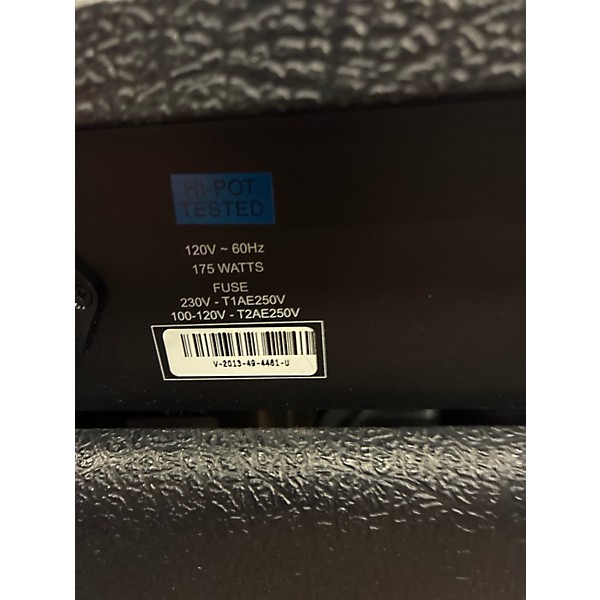 HI-POT
TESTED
120V ~ 60Hz
175 WATTS
FUSE
230V - T1AE250V
100-120V - T2AE250V
V-2013-49-4461-U